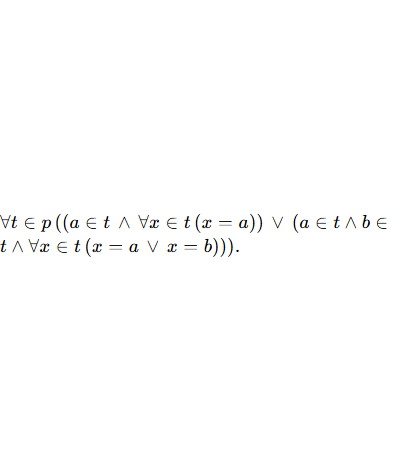 ∀t ∈ p ((a ∈ t ∧ ∀x ∈ t (x = a)) ∨ (a ∈ t ∧ b ∈
t ∧ ∀x ∈ t (x = a ∨ x = b))).